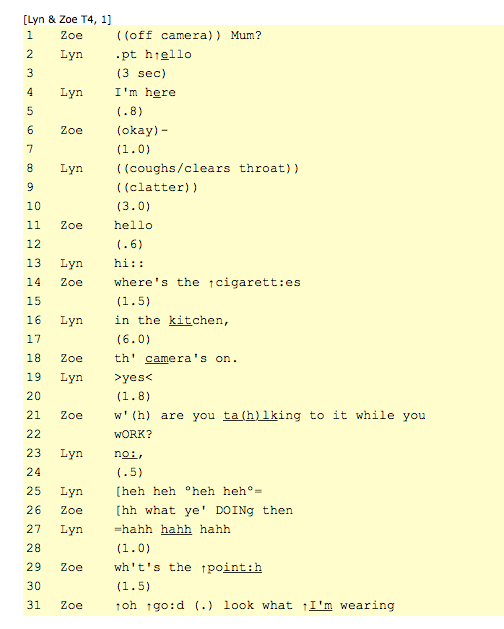 [Lyn & Zoe T4, 1]
1 Zoe ((off camera)) Mum?
2 Lyn .pt h↑ello
3 (3 sec)
4 Lyn I'm here
5 (.8)
6 Zoe (okay)-
7 (1.0)
8 Lyn ((coughs/clears throat))
9 ((clatter))
10 (3.0)
11 Zoe hello
12 (.6)
13 Lyn hi::
14 Zoe where's the ↑cigarett:es
15 (1.5)
16 Lyn in the kitchen,
17 (6.0)
18 Zoe th' camera's on.
19 Lyn >yes<
20 (1.8)
21 Zoe w'(h) are you ta(h)lking to it while you
22 wORK?
23 Lyn no:,
24 (.5)
25 Lyn [heh heh °heh heh°=
26 Zoe [hh what ye' DOINg then
27 Lyn =hahh hahh hahh
28 (1.0)
29 Zoe wh't's the ↑point:h
30 (1.5)
31 Zoe ↑oh ↑go:d (.) look what ↑I'm wearing